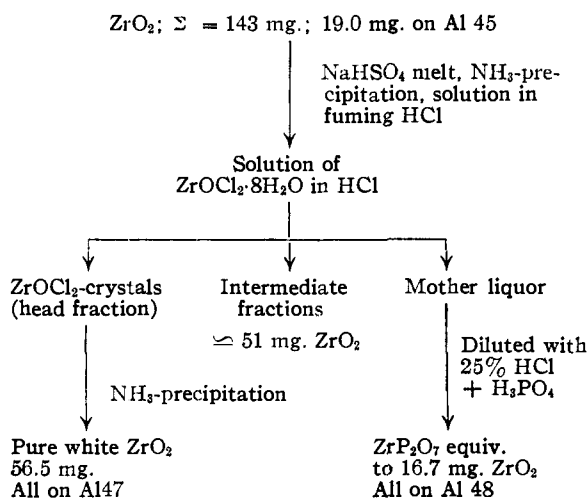 ZrO₂; Σ = 143 mg.; 19.0 mg. on Al 45
NaHSO₄ melt, NH₃-pre-
cipitation, solution in
fuming HCl
Solution of
ZrOCl₂·8H₂O in HCl
ZrOCl₂-crystals
(head fraction)
Intermediate
fractions
≃ 51 mg. ZrO₂
Mother liquor
NH₃-precipitation
Diluted with
25% HCl
+ H₃PO₄
Pure white ZrO₂
56.5 mg.
All on Al47
ZrP₂O₇ equiv.
to 16.7 mg. ZrO₂
All on Al 48